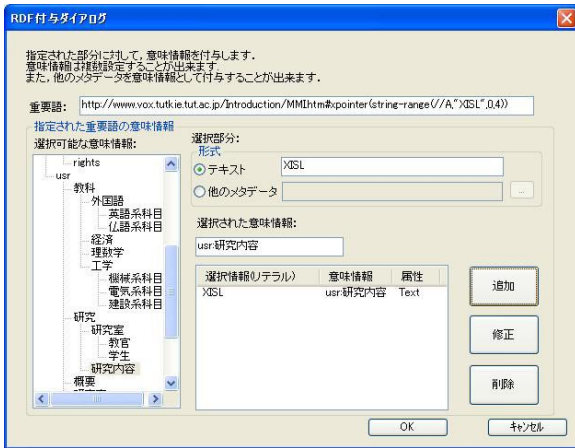 RDF付与ダイアログ
指定された部分に対して，意味情報を付与します．
意味情報は複数設定することが出来ます．
また，他のメタデータを意味情報として付与することが出来ます．
重要語: http://www.vox.tutkie.tut.ac.jp/Introduction/MMI.htm#xpointer(string-range(//A,"XISL",0,4))
指定された重要語の意味情報
選択可能な意味情報:
rights
usr
教科
外国語
英語系科目
仏語系科目
経済
理数学
工学
機械系科目
電気系科目
建設系科目
研究
研究室
教官
学生
研究内容
概要
選択部分:
形式
テキスト XISL
他のメタデータ ...
選択された意味情報:
usr:研究内容
選択情報(リテラル) 意味情報 属性
XISL usr:研究内容 Text
追加
修正
削除
OK キャンセル